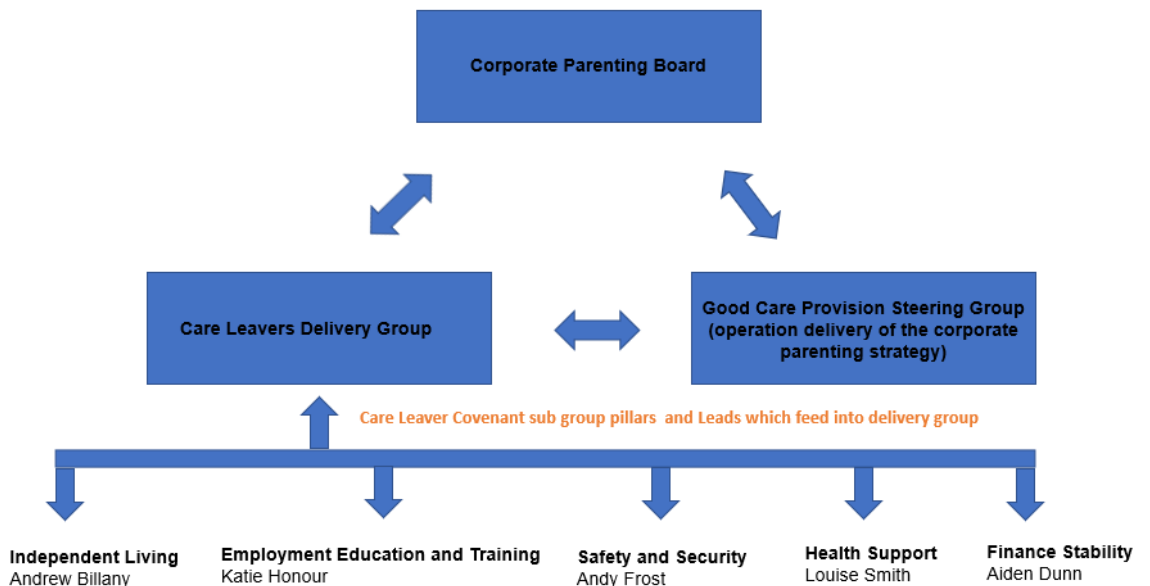 Corporate Parenting Board
Care Leavers Delivery Group
Good Care Provision Steering Group
(operation delivery of the corporate
parenting strategy)
Care Leaver Covenant sub group pillars and Leads which feed into delivery group
Independent Living
Andrew Billany
Employment Education and Training
Katie Honour
Safety and Security
Andy Frost
Health Support
Louise Smith
Finance Stability
Aiden Dunn